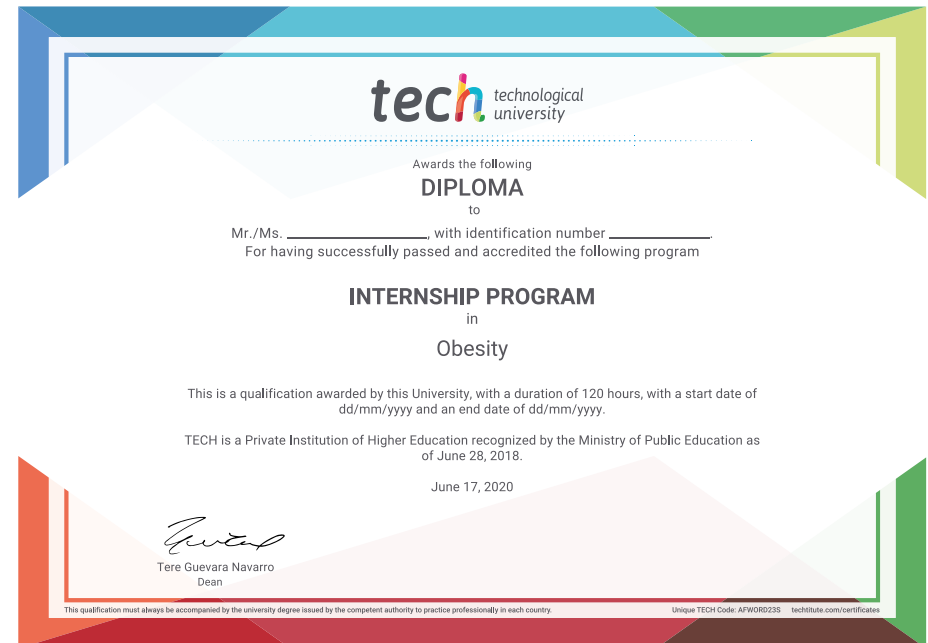 tech technological
university
Awards the following
DIPLOMA
to
Mr./Ms. ____________________, with identification number ______________.
For having successfully passed and accredited the following program
INTERNSHIP PROGRAM
in
Obesity
This is a qualification awarded by this University, with a duration of 120 hours, with a start date of
dd/mm/yyyy and an end date of dd/mm/yyyy.
TECH is a Private Institution of Higher Education recognized by the Ministry of Public Education as
of June 28, 2018.
June 17, 2020
Tere Guevara Navarro
Dean
This qualification must always be accompanied by the university degree issued by the competent authority to practice professionally in each country. Unique TECH Code: AFWORD23S techtitute.com/certificates